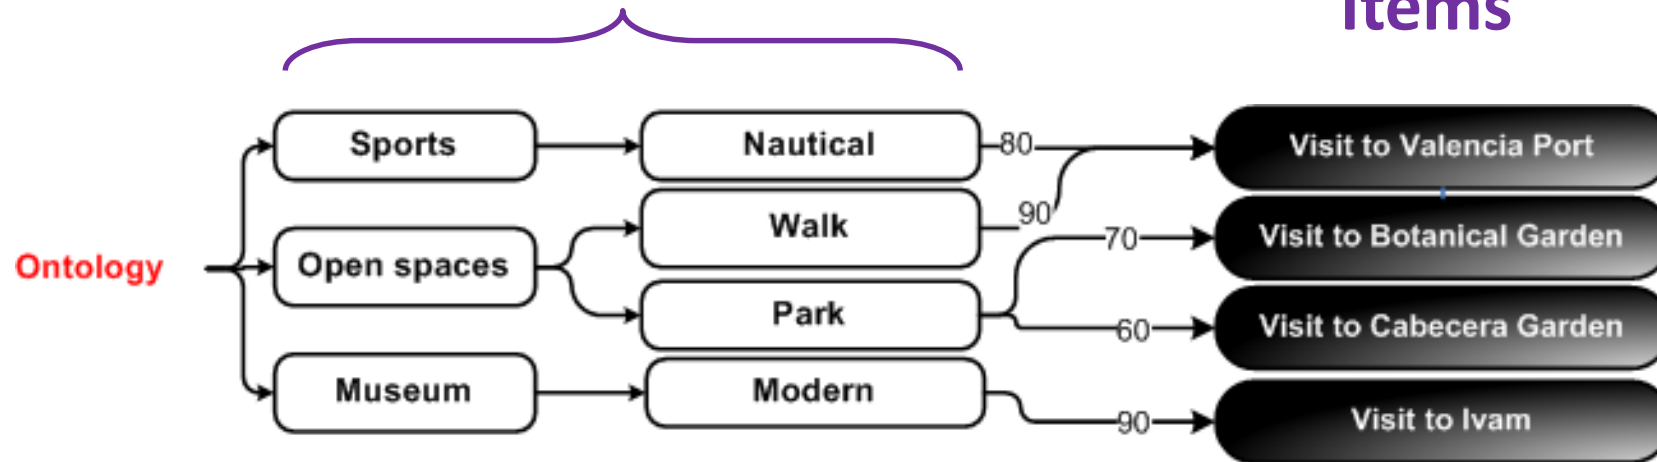 Items
Sports
Nautical
80
Visit to Valencia Port
Walk
90
Open spaces
70
Visit to Botanical Garden
Ontology
Park
60
Visit to Cabecera Garden
Museum
Modern
90
Visit to Ivam